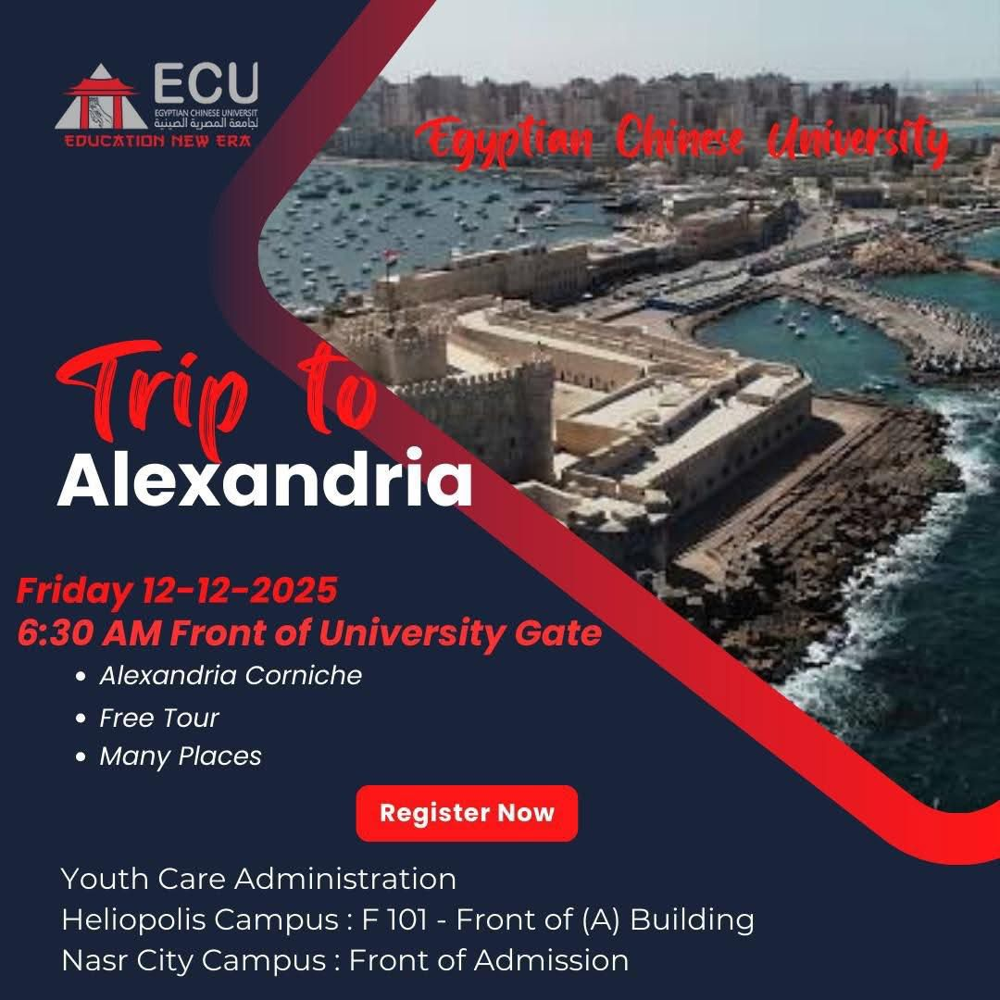 ECU
EGYPTIAN CHINESE UNIVERSIT
لجامعة المصرية الصينية
EDUCATION NEW ERA
Egyptian Chinese University
Trip to
Alexandria
Friday 12-12-2025
6:30 AM Front of University Gate
• Alexandria Corniche
• Free Tour
• Many Places
Register Now
Youth Care Administration
Heliopolis Campus : F 101 - Front of (A) Building
Nasr City Campus : Front of Admission